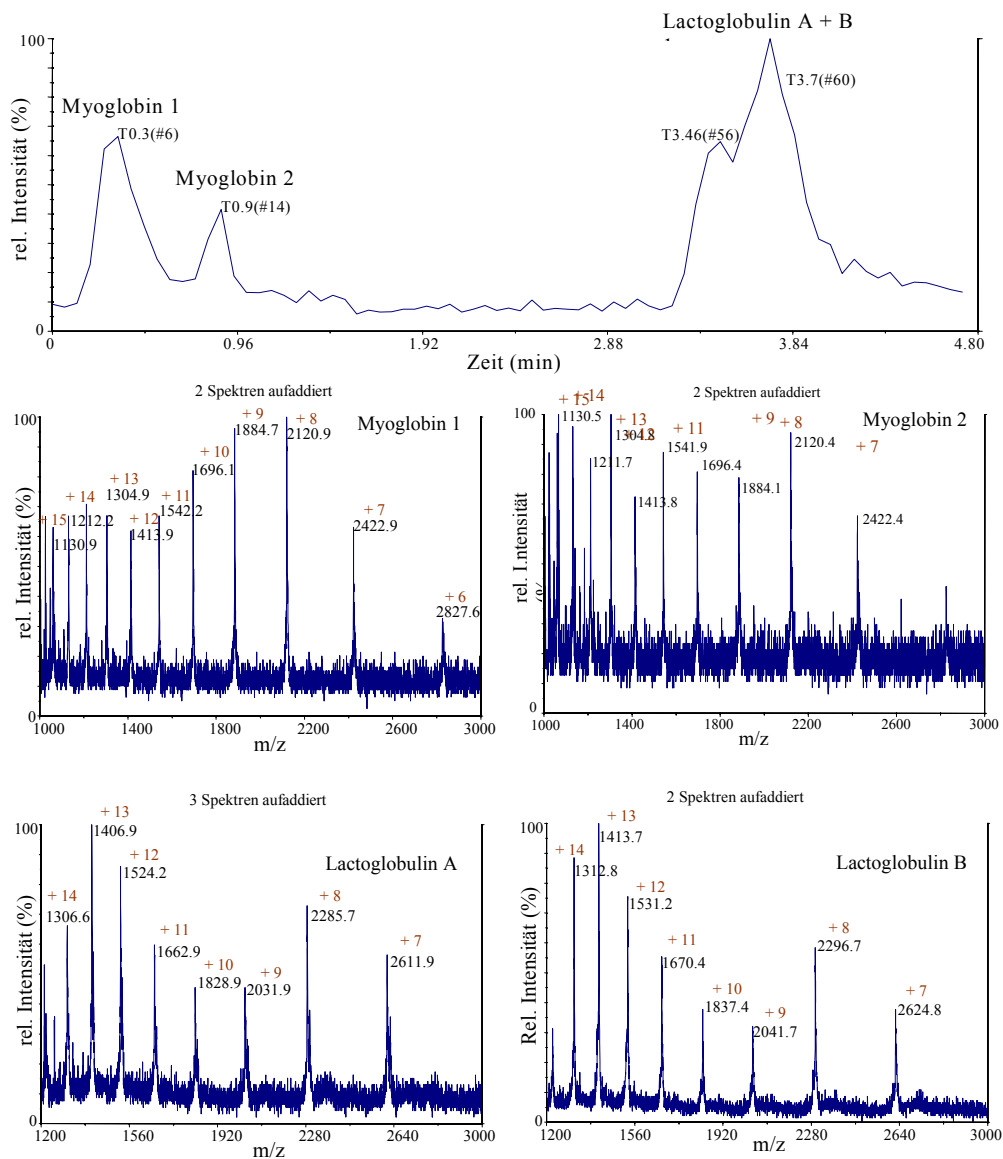 Lactoglobulin A + B
100
T3.7(#60)
Myoglobin 1
T0.3(#6)
T3.46(#56)
Myoglobin 2
T0.9(#14)
rel. Intensität (%)
0
0 0.96 1.92 2.88 3.84 4.80
Zeit (min)
2 Spektren aufaddiert
Myoglobin 1
100
+ 9
1884.7
+ 8
2120.9
+ 10
1696.1
+ 13
1304.9
+ 14
1212.2
+ 11
1542.2
+ 12
1413.9
+ 15
1130.9
+ 7
2422.9
+ 6
2827.6
rel. Intensität (%)
0
1000 1400 1800 2200 2600 3000
m/z
2 Spektren aufaddiert
Myoglobin 2
100
+ 15
+ 14
1130.5
+ 13
1304.8
+ 11
1541.9
+ 9
+ 8
2120.4
+ 7
1211.7
1696.4
1884.1
1413.8
2422.4
rel. Intensität
0
1000 1400 1800 2200 2600 3000
m/z
3 Spektren aufaddiert
Lactoglobulin A
100
+ 13
1406.9
+ 12
1524.2
+ 14
1306.6
+ 11
1662.9
+ 10
1828.9
+ 9
2031.9
+ 8
2285.7
+ 7
2611.9
rel. Intensität (%)
0
1200 1560 1920 2280 2640 3000
m/z
2 Spektren aufaddiert
Lactoglobulin B
100
+ 13
1413.7
+ 14
1312.8
+ 12
1531.2
+ 11
1670.4
+ 10
1837.4
+ 9
2041.7
+ 8
2296.7
+ 7
2624.8
Rel. Intensität (%)
0
1200 1560 1920 2280 2640 3000
m/z